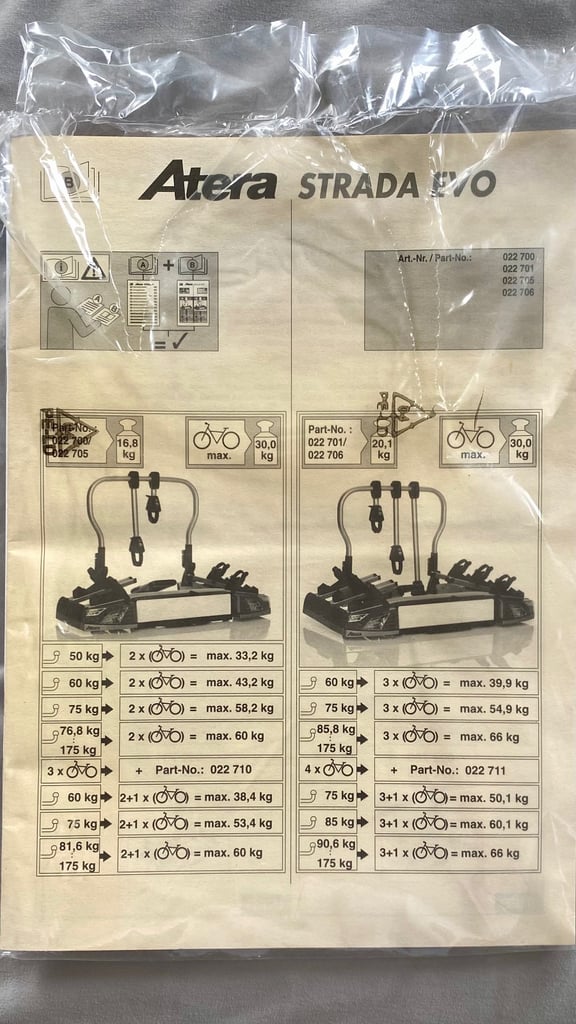 B
Atera STRADA EVO
i A + B
A B
= ✓
Art.-Nr. / Part-No.: 022 700
022 701
022 705
022 706
Part-No.:
022 700/
022 705
16,8
kg
max.
30,0
kg
50 kg 2 x ( ) = max. 33,2 kg
60 kg 2 x ( ) = max. 43,2 kg
75 kg 2 x ( ) = max. 58,2 kg
76,8 kg
175 kg
2 x ( ) = max. 60 kg
3 x + Part-No.: 022 710
60 kg 2+1 x ( ) = max. 38,4 kg
75 kg 2+1 x ( ) = max. 53,4 kg
81,6 kg
175 kg
2+1 x ( ) = max. 60 kg
Part-No. :
022 701/
022 706
20,1
kg
max.
30,0
kg
60 kg 3 x ( ) = max. 39,9 kg
75 kg 3 x ( ) = max. 54,9 kg
85,8 kg
175 kg
3 x ( ) = max. 66 kg
4 x + Part-No.: 022 711
75 kg 3+1 x ( ) = max. 50,1 kg
85 kg 3+1 x ( ) = max. 60,1 kg
90,6 kg
175 kg
3+1 x ( ) = max. 66 kg